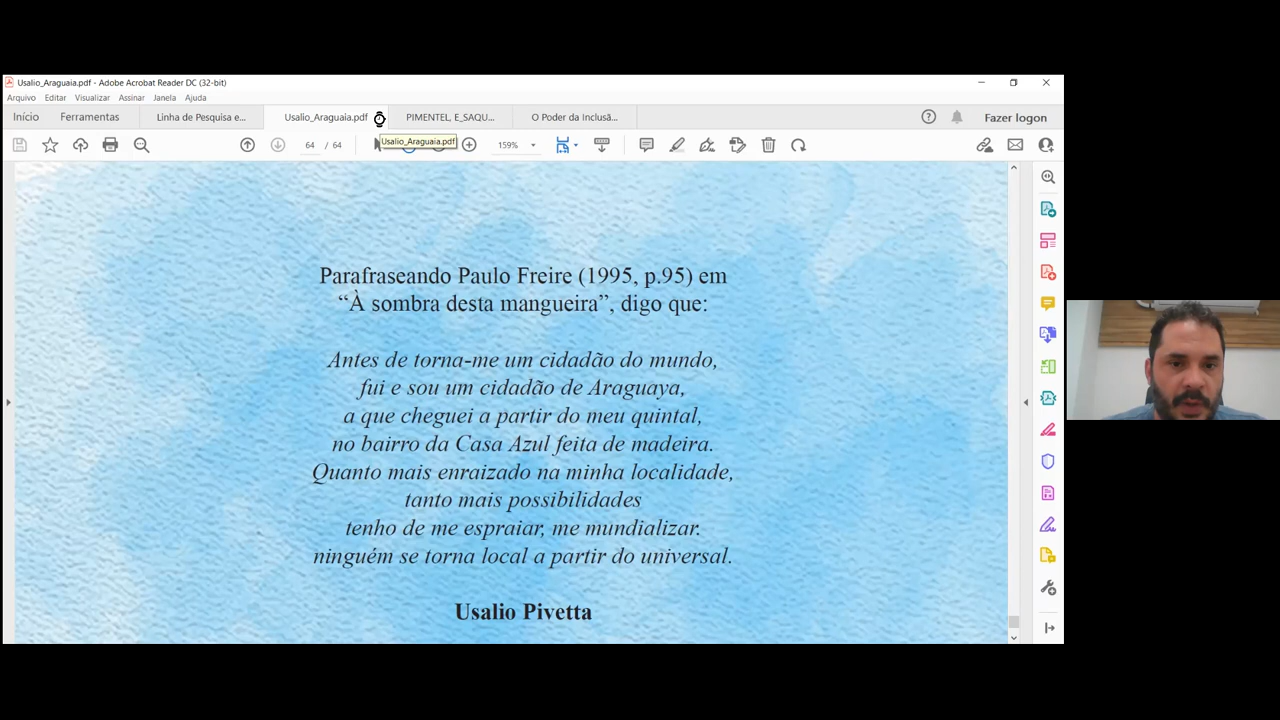 Usalio_Araguaia.pdf - Adobe Acrobat Reader DC (32-bit)
Arquivo Editar Visualizar Assinar Janela Ajuda
Início Ferramentas Linha de Pesquisa e... Usalio_Araguaia.pdf PIMENTEL, E_SAQU... O Poder da Inclusã... Fazer logon
64 / 64 159%
Usalio_Araguaia.pdf
Parafraseando Paulo Freire (1995, p.95) em
“À sombra desta mangueira”, digo que:
Antes de torna-me um cidadão do mundo,
fui e sou um cidadão de Araguaya,
a que cheguei a partir do meu quintal,
no bairro da Casa Azul feita de madeira.
Quanto mais enraizado na minha localidade,
tanto mais possibilidades
tenho de me espraiar, me mundializar.
ninguém se torna local a partir do universal.
Usalio Pivetta